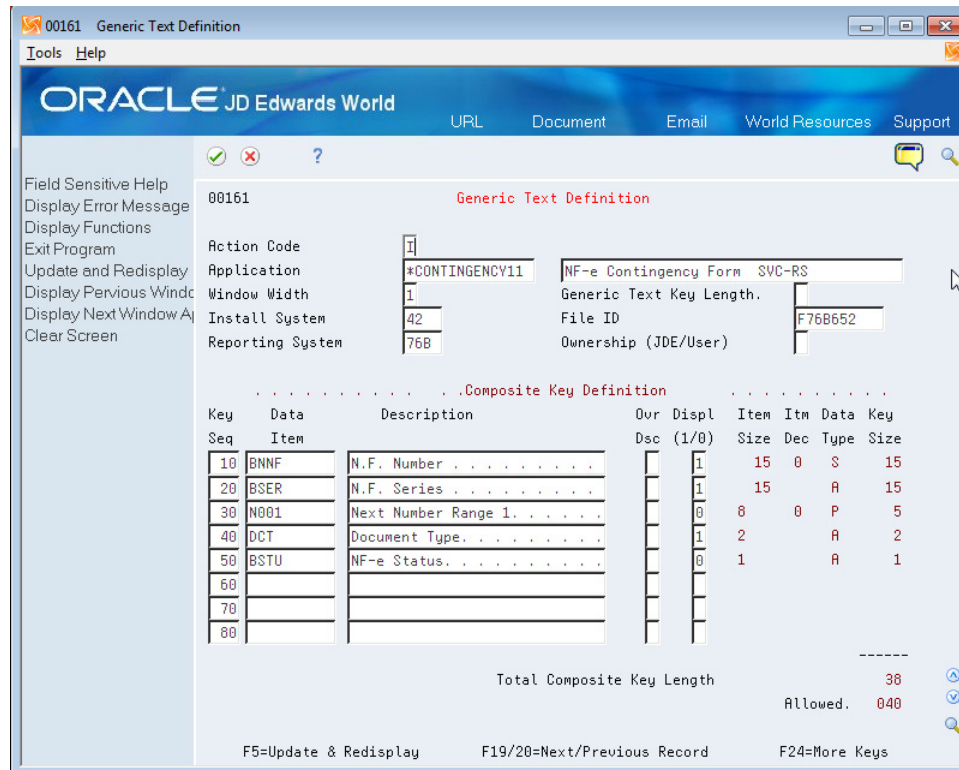 00161 Generic Text Definition
Tools Help
ORACLE JD Edwards World
URL Document Email World Resources Support
?
Field Sensitive Help
Display Error Message
Display Functions
Exit Program
Update and Redisplay
Display Pervious Windo
Display Next Window A
Clear Screen
00161 Generic Text Definition
Action Code I
Application *CONTINGENCY11 NF-e Contingency Form SVC-RS
Window Width 1 Generic Text Key Length.
Install System 42 File ID F76B652
Reporting System 76B Ownership (JDE/User)
. . . . . . . . . . . .Composite Key Definition . . . . . . . . . .
Key Data Description Ovr Displ Item Itm Data Key
Seq Item Dsc (1/0) Size Dec Type Size
10 BNNF N.F. Number . . . . . . . . . 1 15 0 S 15
20 BSER N.F. Series . . . . . . . . . 1 15 A 15
30 N001 Next Number Range 1. . . . . . 0 8 0 P 5
40 DCT Document Type. . . . . . . . . 1 2 A 2
50 BSTU NF-e Status. . . . . . . . . . 0 1 A 1
60
70
80
------
Total Composite Key Length 38
Allowed. 040
F5=Update & Redisplay F19/20=Next/Previous Record F24=More Keys